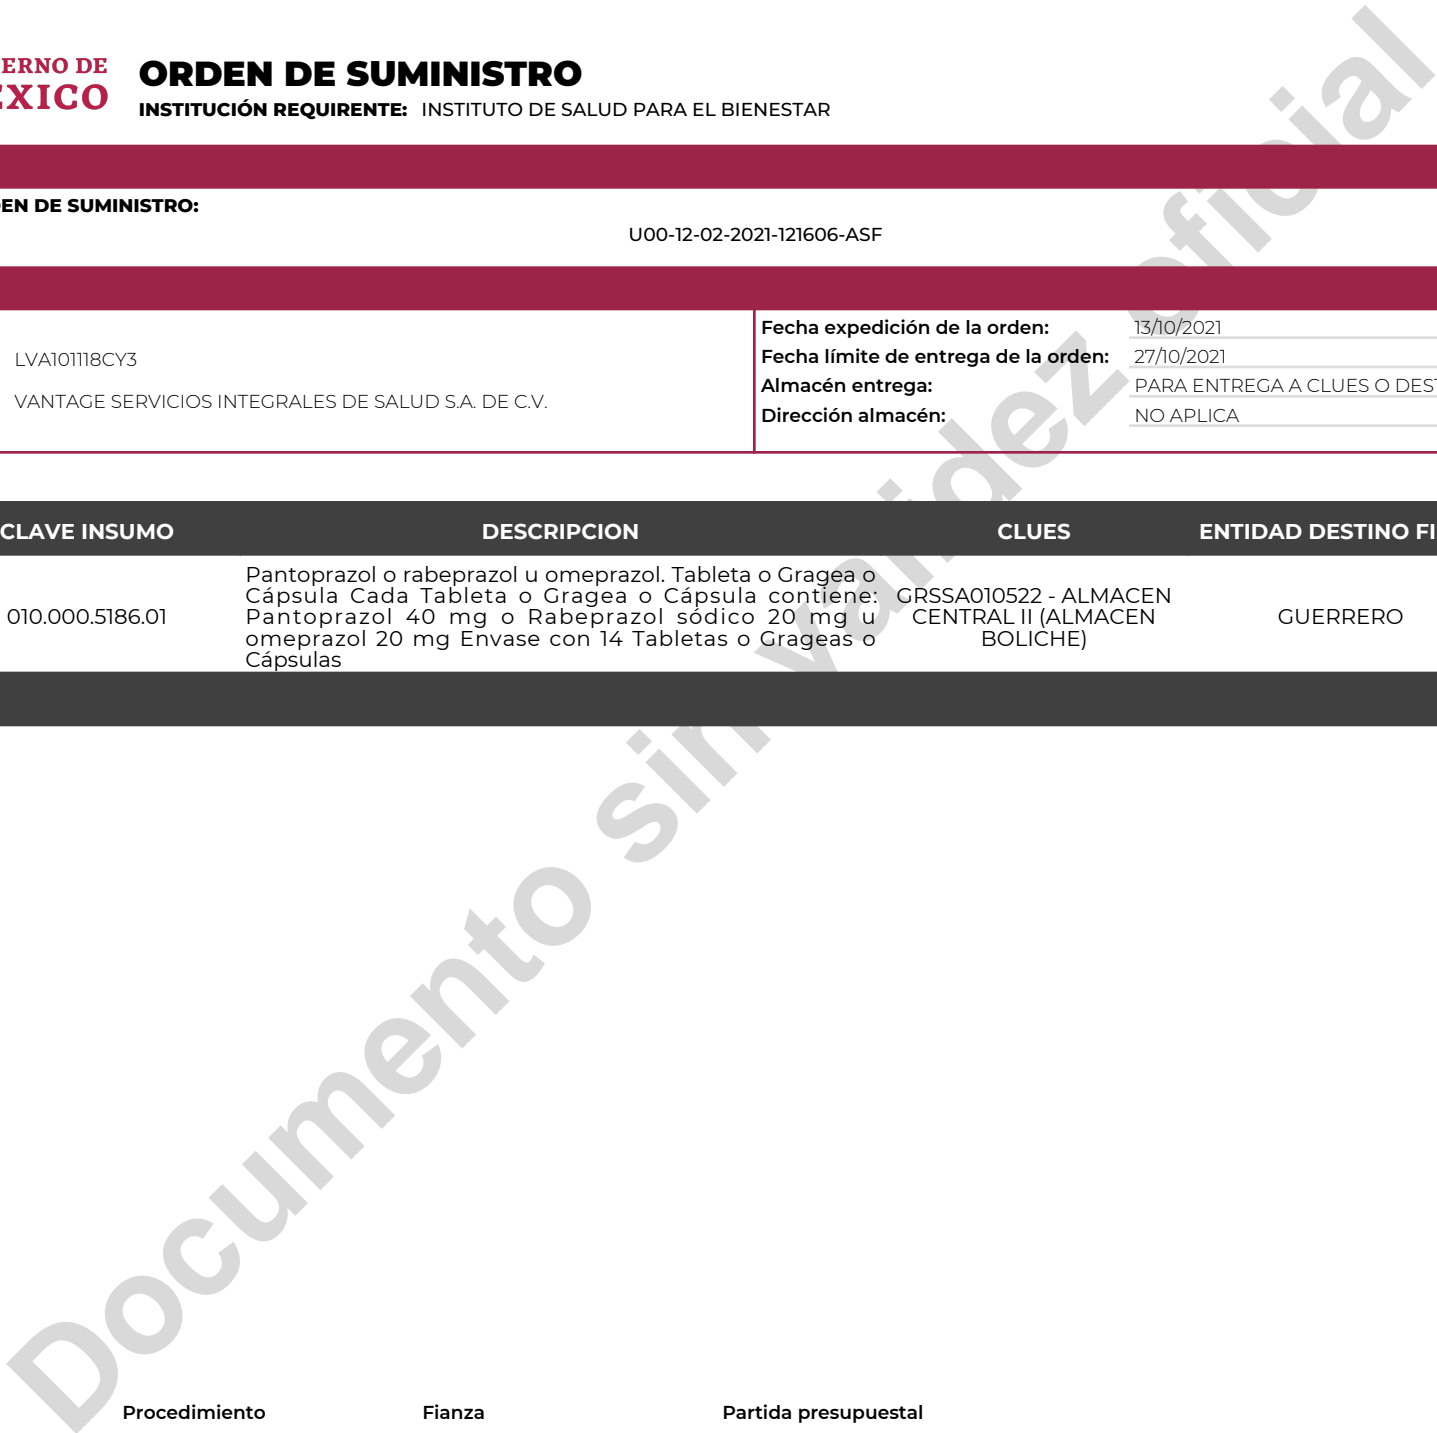 ERNO DE
EXICO
ORDEN DE SUMINISTRO
INSTITUCIÓN REQUIRENTE: INSTITUTO DE SALUD PARA EL BIENESTAR
EN DE SUMINISTRO:
U00-12-02-2021-121606-ASF
LVA101118CY3
VANTAGE SERVICIOS INTEGRALES DE SALUD S.A. DE C.V.
Fecha expedición de la orden: 13/10/2021
Fecha límite de entrega de la orden: 27/10/2021
Almacén entrega: PARA ENTREGA A CLUES O DEST
Dirección almacén: NO APLICA
CLAVE INSUMO DESCRIPCION CLUES ENTIDAD DESTINO FI
010.000.5186.01
Pantoprazol o rabeprazol u omeprazol. Tableta o Gragea o
Cápsula Cada Tableta o Gragea o Cápsula contiene:
Pantoprazol 40 mg o Rabeprazol sódico 20 mg u
omeprazol 20 mg Envase con 14 Tabletas o Grageas o
Cápsulas
GRSSA010522 - ALMACEN
CENTRAL II (ALMACEN
BOLICHE)
GUERRERO
Documento sin validez oficial
Procedimiento Fianza Partida presupuestal